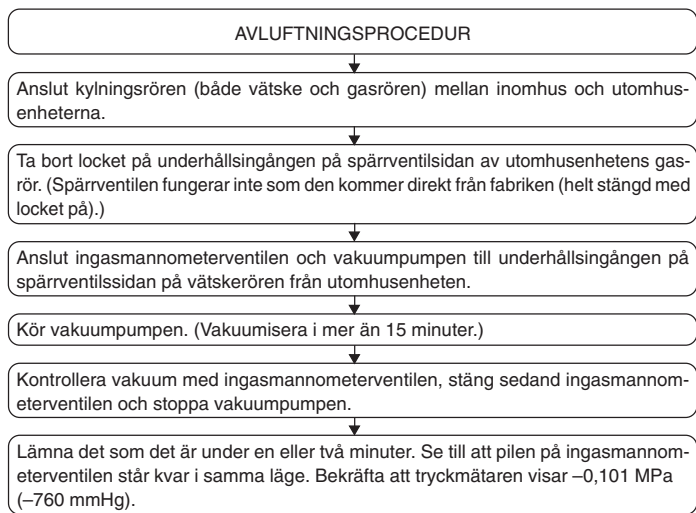 AVLUFTNINGSPROCEDUR
Anslut kylningsrören (både vätske och gasrören) mellan inomhus och utomhus-
enheterna.
Ta bort locket på underhållsingången på spärrventilsidan av utomhusenhetens gas-
rör. (Spärrventilen fungerar inte som den kommer direkt från fabriken (helt stängd med
locket på).)
Anslut ingasmannometerventilen och vakuumpumpen till underhållsingången på
spärrventilssidan på vätskerören från utomhusenheten.
Kör vakuumpumpen. (Vakuumisera i mer än 15 minuter.)
Kontrollera vakuum med ingasmannometerventilen, stäng sedand ingasmannom-
eterventilen och stoppa vakuumpumpen.
Lämna det som det är under en eller två minuter. Se till att pilen på ingasmannom-
eterventilen står kvar i samma läge. Bekräfta att tryckmätaren visar –0,101 MPa
(–760 mmHg).